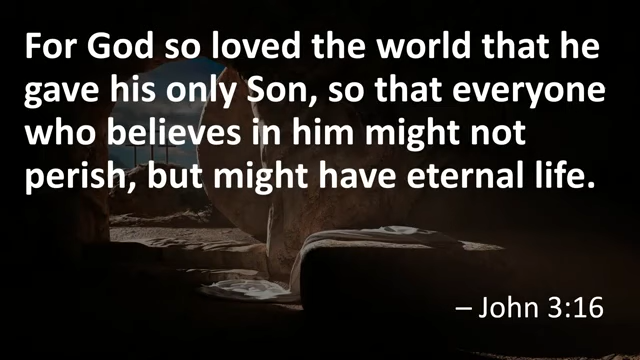 For God so loved the world that he
gave his only Son, so that everyone
who believes in him might not
perish, but might have eternal life.
– John 3:16